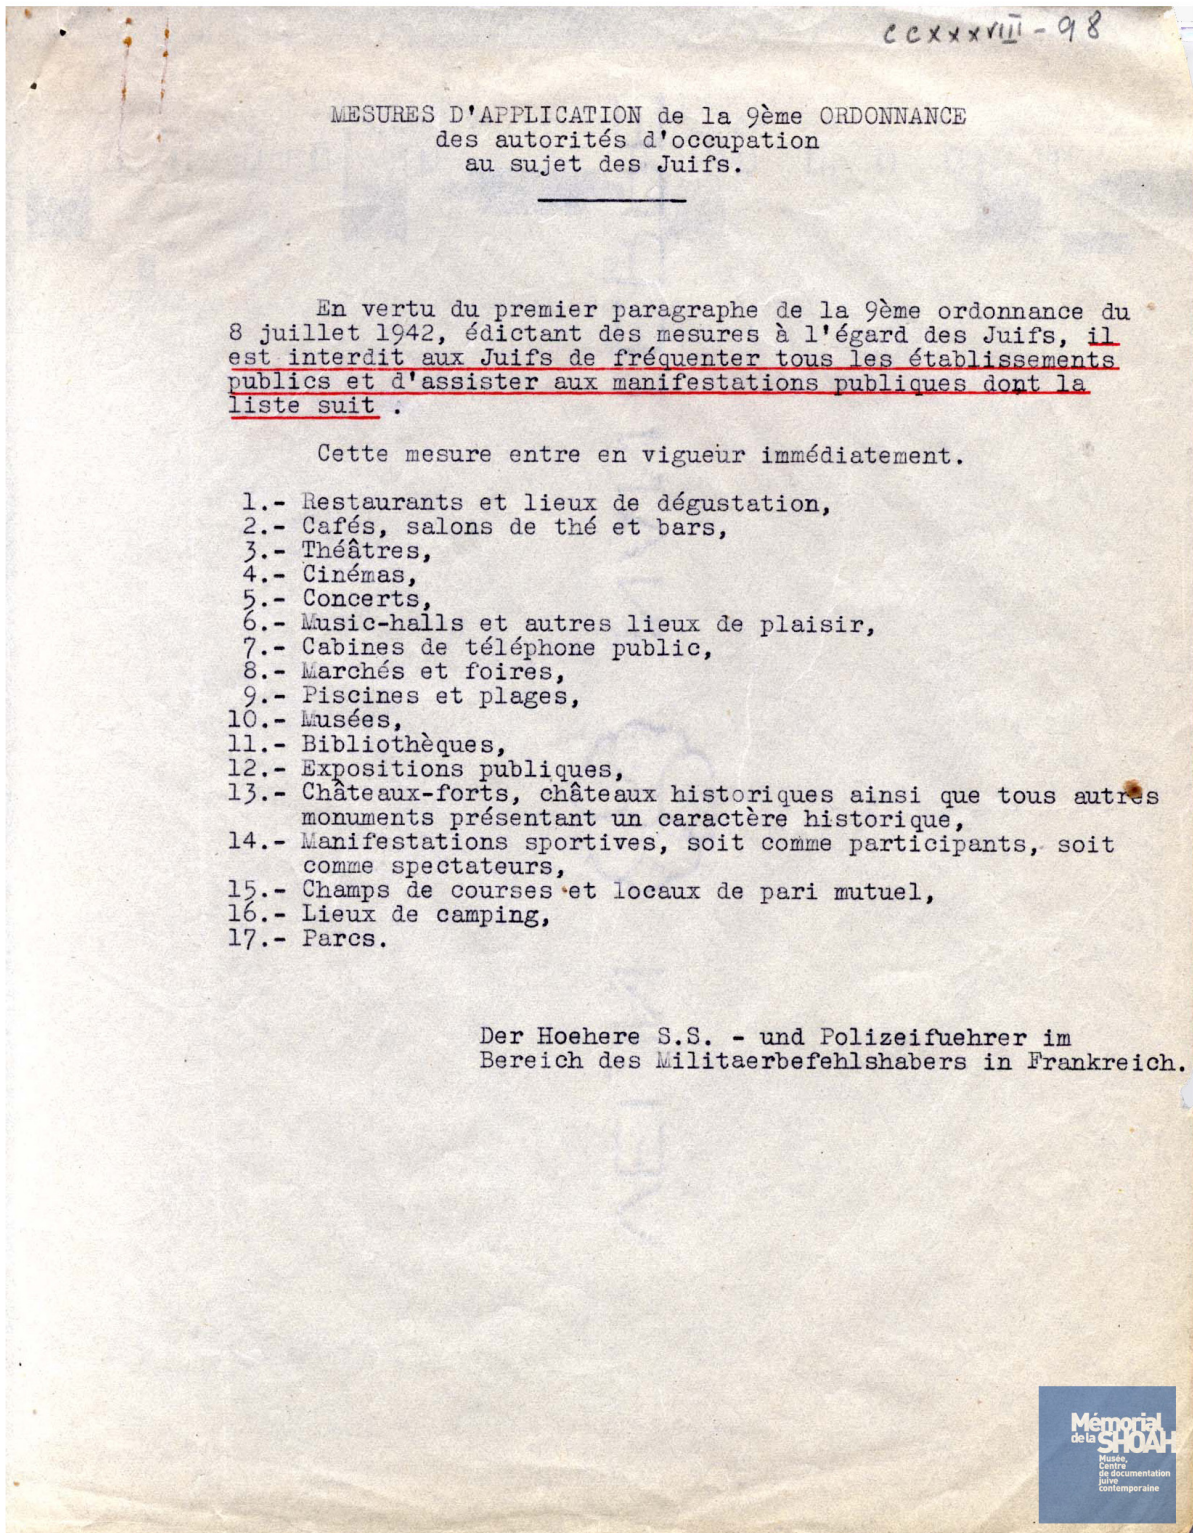 CCXXXVIII - 98
MESURES D'APPLICATION de la 9ème ORDONNANCE
des autorités d'occupation
au sujet des Juifs.
En vertu du premier paragraphe de la 9ème ordonnance du
8 juillet 1942, édictant des mesures à l'égard des Juifs, il
est interdit aux Juifs de fréquenter tous les établissements
publics et d'assister aux manifestations publiques dont la
liste suit .
Cette mesure entre en vigueur immédiatement.
1.- Restaurants et lieux de dégustation,
2.- Cafés, salons de thé et bars,
3.- Théâtres,
4.- Cinémas,
5.- Concerts,
6.- Music-halls et autres lieux de plaisir,
7.- Cabines de téléphone public,
8.- Marchés et foires,
9.- Piscines et plages,
10.- Musées,
11.- Bibliothèques,
12.- Expositions publiques,
13.- Châteaux-forts, châteaux historiques ainsi que tous autres
monuments présentant un caractère historique,
14.- Manifestations sportives, soit comme participants, soit
comme spectateurs,
15.- Champs de courses et locaux de pari mutuel,
16.- Lieux de camping,
17.- Parcs.
Der Hoehere S.S. - und Polizeifuehrer im
Bereich des Militaerbefehlshabers in Frankreich.
Mémorial
de la SHOAH
Musée,
Centre
de documentation
juive
contemporaine